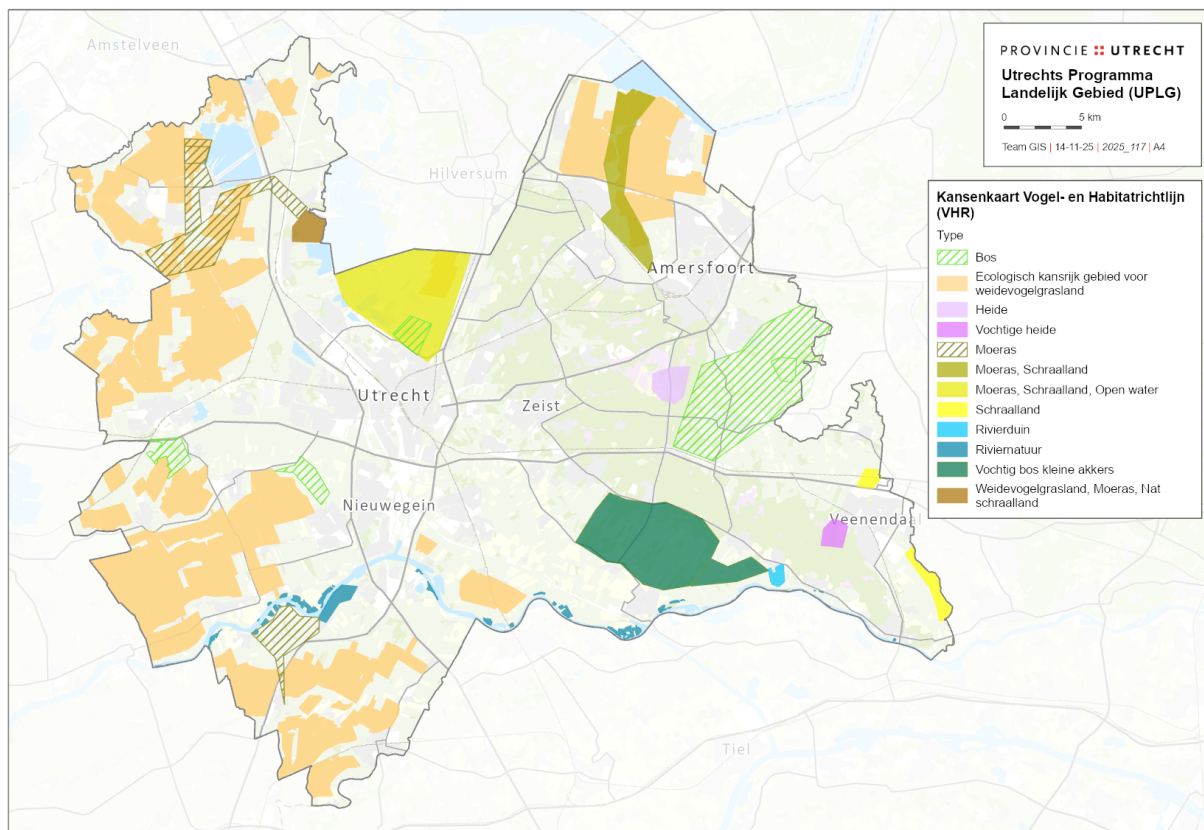 PROVINCIE UTRECHT
Utrechts Programma
Landelijk Gebied (UPLG)
0 5 km
Team GIS | 14-11-25 | 2025_117 | A4
Kansenkaart Vogel- en Habitatrichtlijn
(VHR)
Type
Bos
Ecologisch kansrijk gebied voor
weidevogelgrasland
Heide
Vochtige heide
Moeras
Moeras, Schraalland
Moeras, Schraalland, Open water
Schraalland
Rivierduin
Riviernatuur
Vochtig bos kleine akkers
Weidevogelgrasland, Moeras, Nat
schraalland
Amstelveen
Hilversum
Amersfoort
Utrecht
Zeist
Nieuwegein
Veenendaal
Tiel